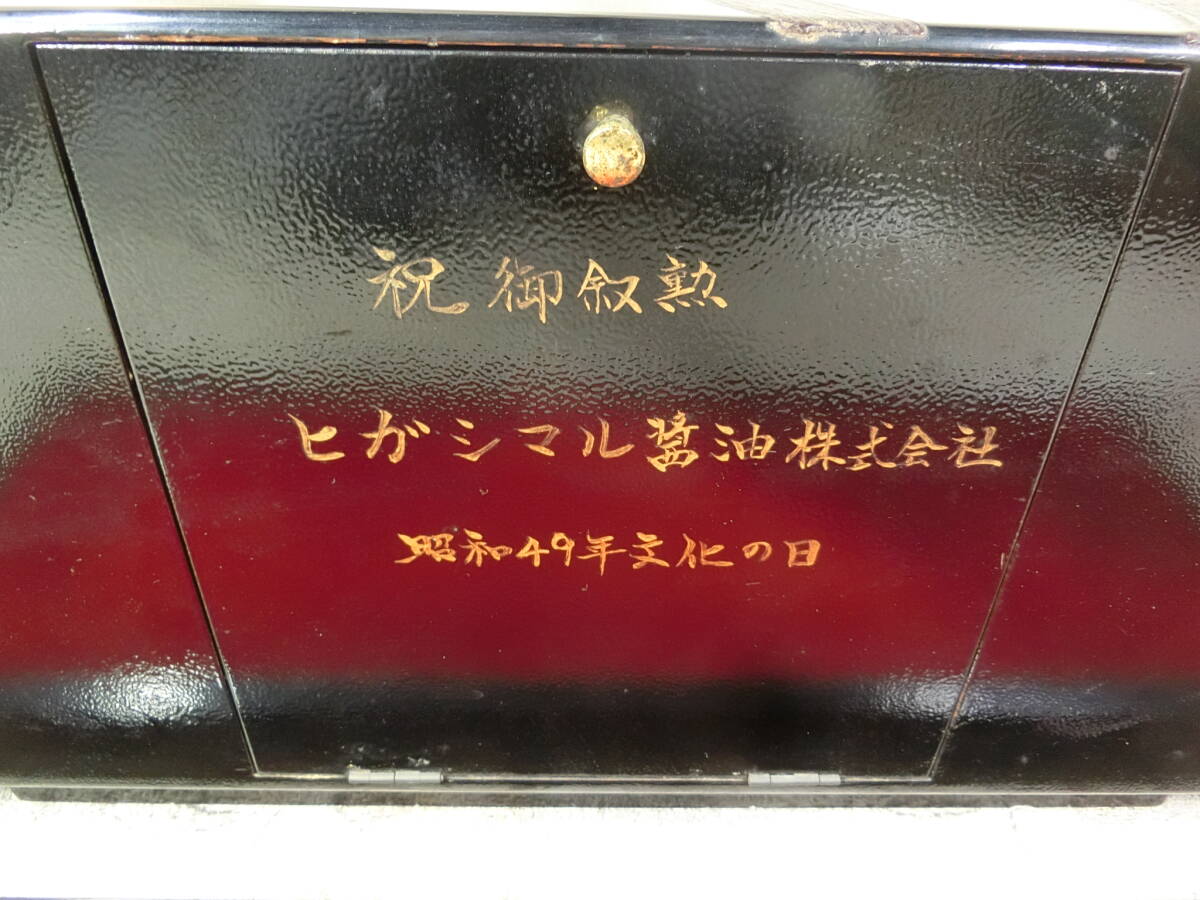 祝 御叙勲
ヒガシマル醤油株式会社
昭和49年文化の日